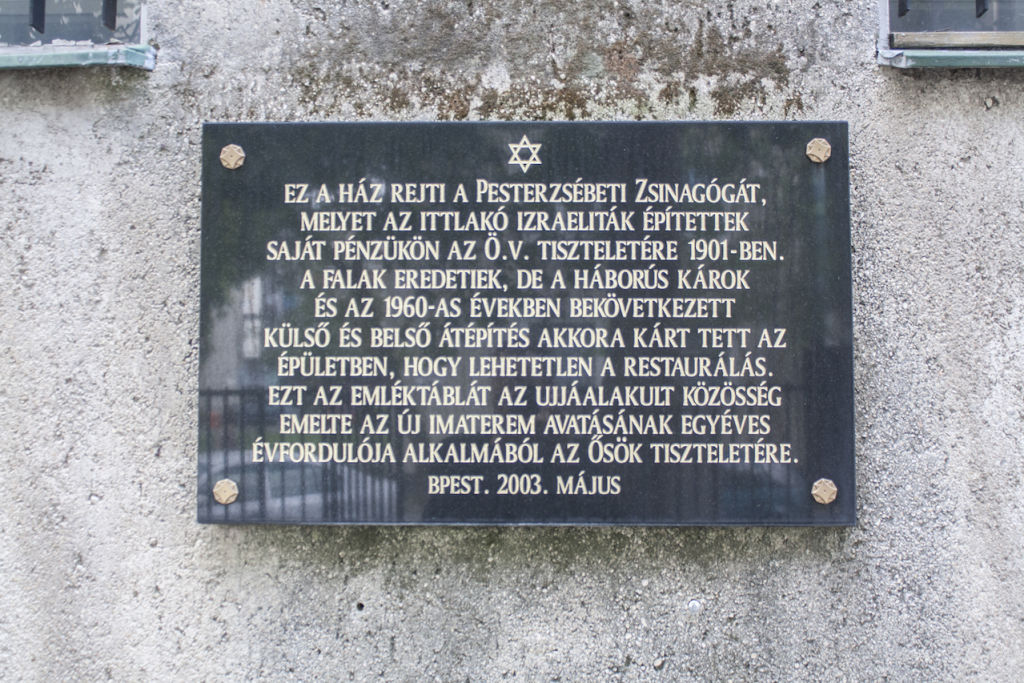 EZ A HÁZ REJTI A PESTERZSÉBETI ZSINAGÓGÁT,
MELYET AZ ITTLAKÓ IZRAELITÁK ÉPÍTETTEK
SAJÁT PÉNZÜKÖN AZ Ö.V. TISZTELETÉRE 1901-BEN.
A FALAK EREDETIEK, DE A HÁBORÚS KÁROK
ÉS AZ 1960-AS ÉVEKBEN BEKÖVETKEZETT
KÜLSŐ ÉS BELSŐ ÁTÉPÍTÉS AKKORA KÁRT TETT AZ
ÉPÜLETBEN, HOGY LEHETETLEN A RESTAURÁLÁS.
EZT AZ EMLÉKTÁBLÁT AZ UJJÁALAKULT KÖZÖSSÉG
EMELTE AZ ÚJ IMATEREM AVATÁSÁNAK EGYÉVES
ÉVFORDULÓJA ALKALMÁBÓL AZ ŐSÖK TISZTELETÉRE.
BPEST. 2003. MÁJUS